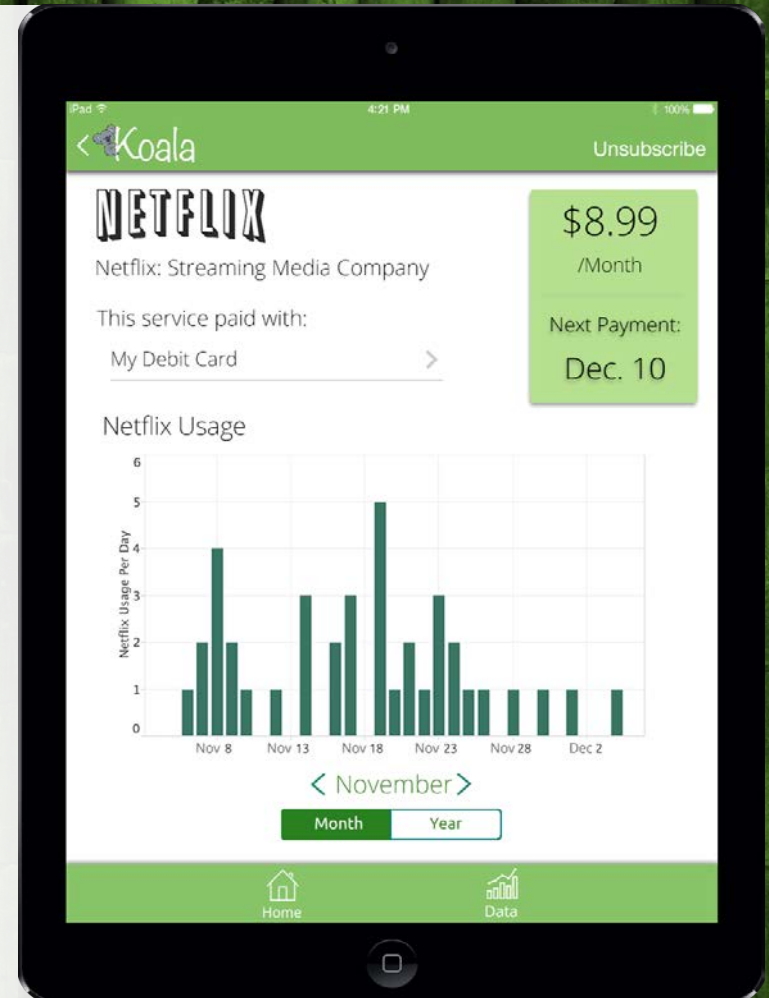 iPad 4:21 PM 100%
Koala Unsubscribe
NETFLIX
Netflix: Streaming Media Company
This service paid with:
My Debit Card
$8.99
/Month
Next Payment:
Dec. 10
Netflix Usage
Netflix Usage Per Day
6
5
4
3
2
1
0
Nov 8 Nov 13 Nov 18 Nov 23 Nov 28 Dec 2
< November >
Month Year
Home Data